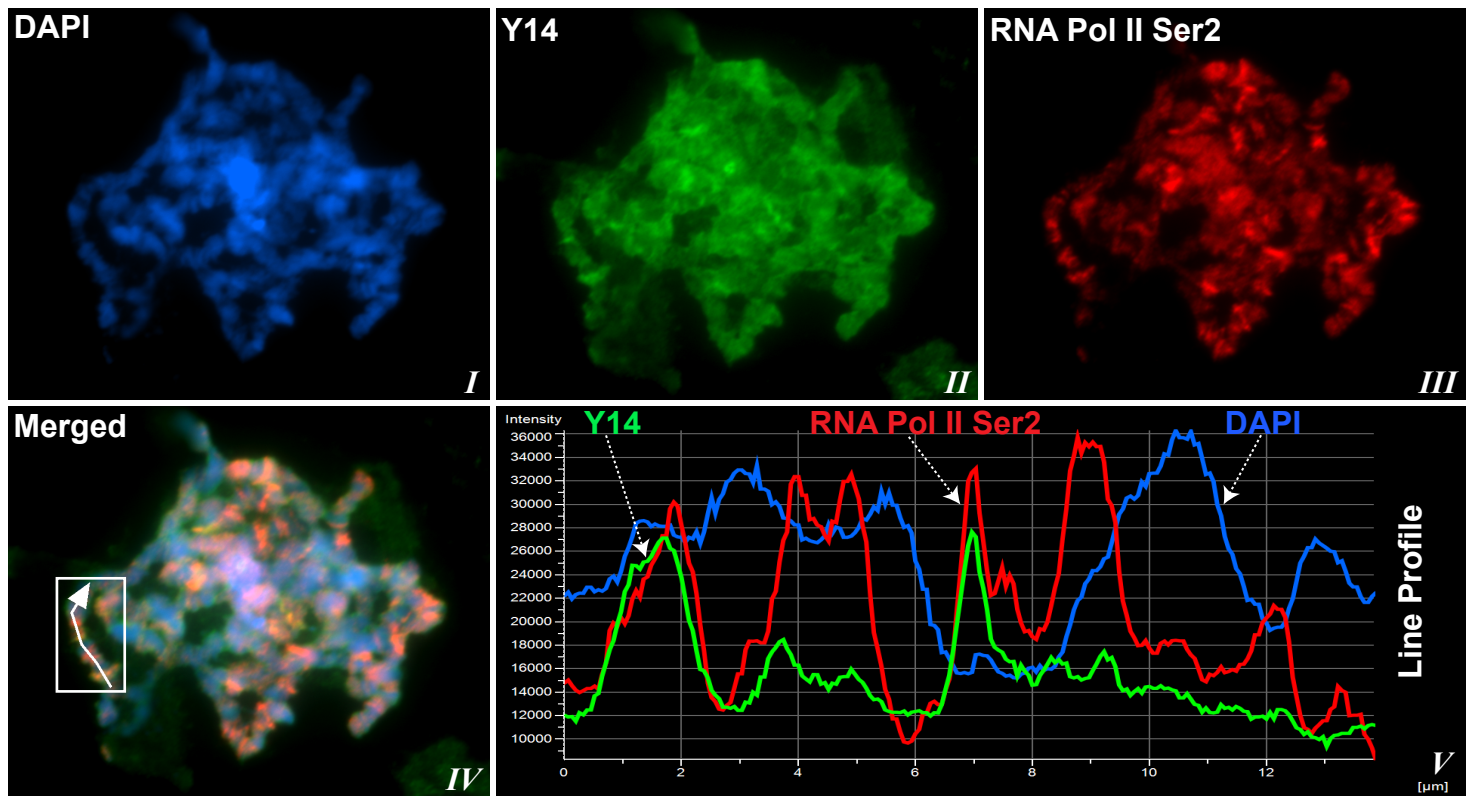 DAPI
I
Y14
II
RNA Pol II Ser2
III
Merged
IV
Intensity
Y14
RNA Pol II Ser2
DAPI
36000
34000
32000
30000
28000
26000
24000
22000
20000
18000
16000
14000
12000
10000
0 2 4 6 8 10 12
[µm]
Line Profile
V